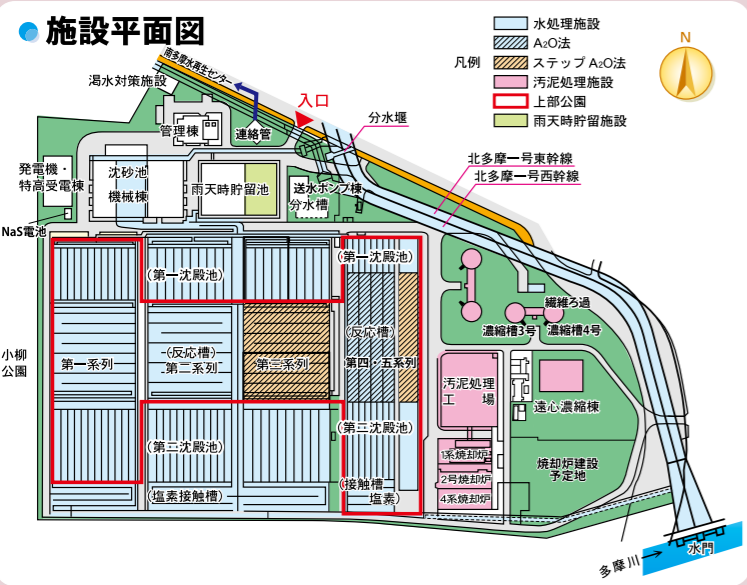 施設平面図
水処理施設
A2O法
凡例
ステップA2O法
汚泥処理施設
上部公園
雨天時貯留施設
N
南多摩水再生センター
渇水対策施設
入口
管理棟
連絡管
分水堰
発電機・
特高受電棟
沈砂池
機械棟
雨天時貯留池
送水ポンプ棟
分水槽
北多摩一号東幹線
北多摩一号西幹線
NaS電池
(第一沈殿池)
(第一沈殿池)
繊維ろ過
濃縮槽3号
濃縮槽4号
小柳
公園
第一系列
(反応槽)
第二系列
第三系列
(反応槽)
第四・五系列
汚泥処理
工場
遠心濃縮棟
(第二沈殿池)
(第二沈殿池)
1系焼却炉
2号焼却炉
4系焼却炉
焼却炉建設
予定地
(塩素接触槽)
(接触槽
塩素)
多摩川
水門